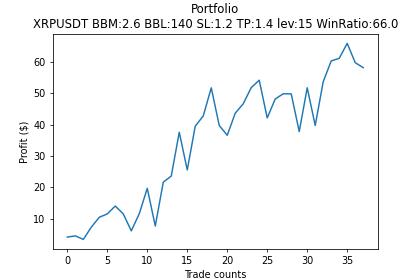 Portfolio
XRPUSDT BBM:2.6 BBL:140 SL:1.2 TP:1.4 lev:15 WinRatio:66.0
60
50
40
30
20
10
Profit ($)
0 5 10 15 20 25 30 35
Trade counts